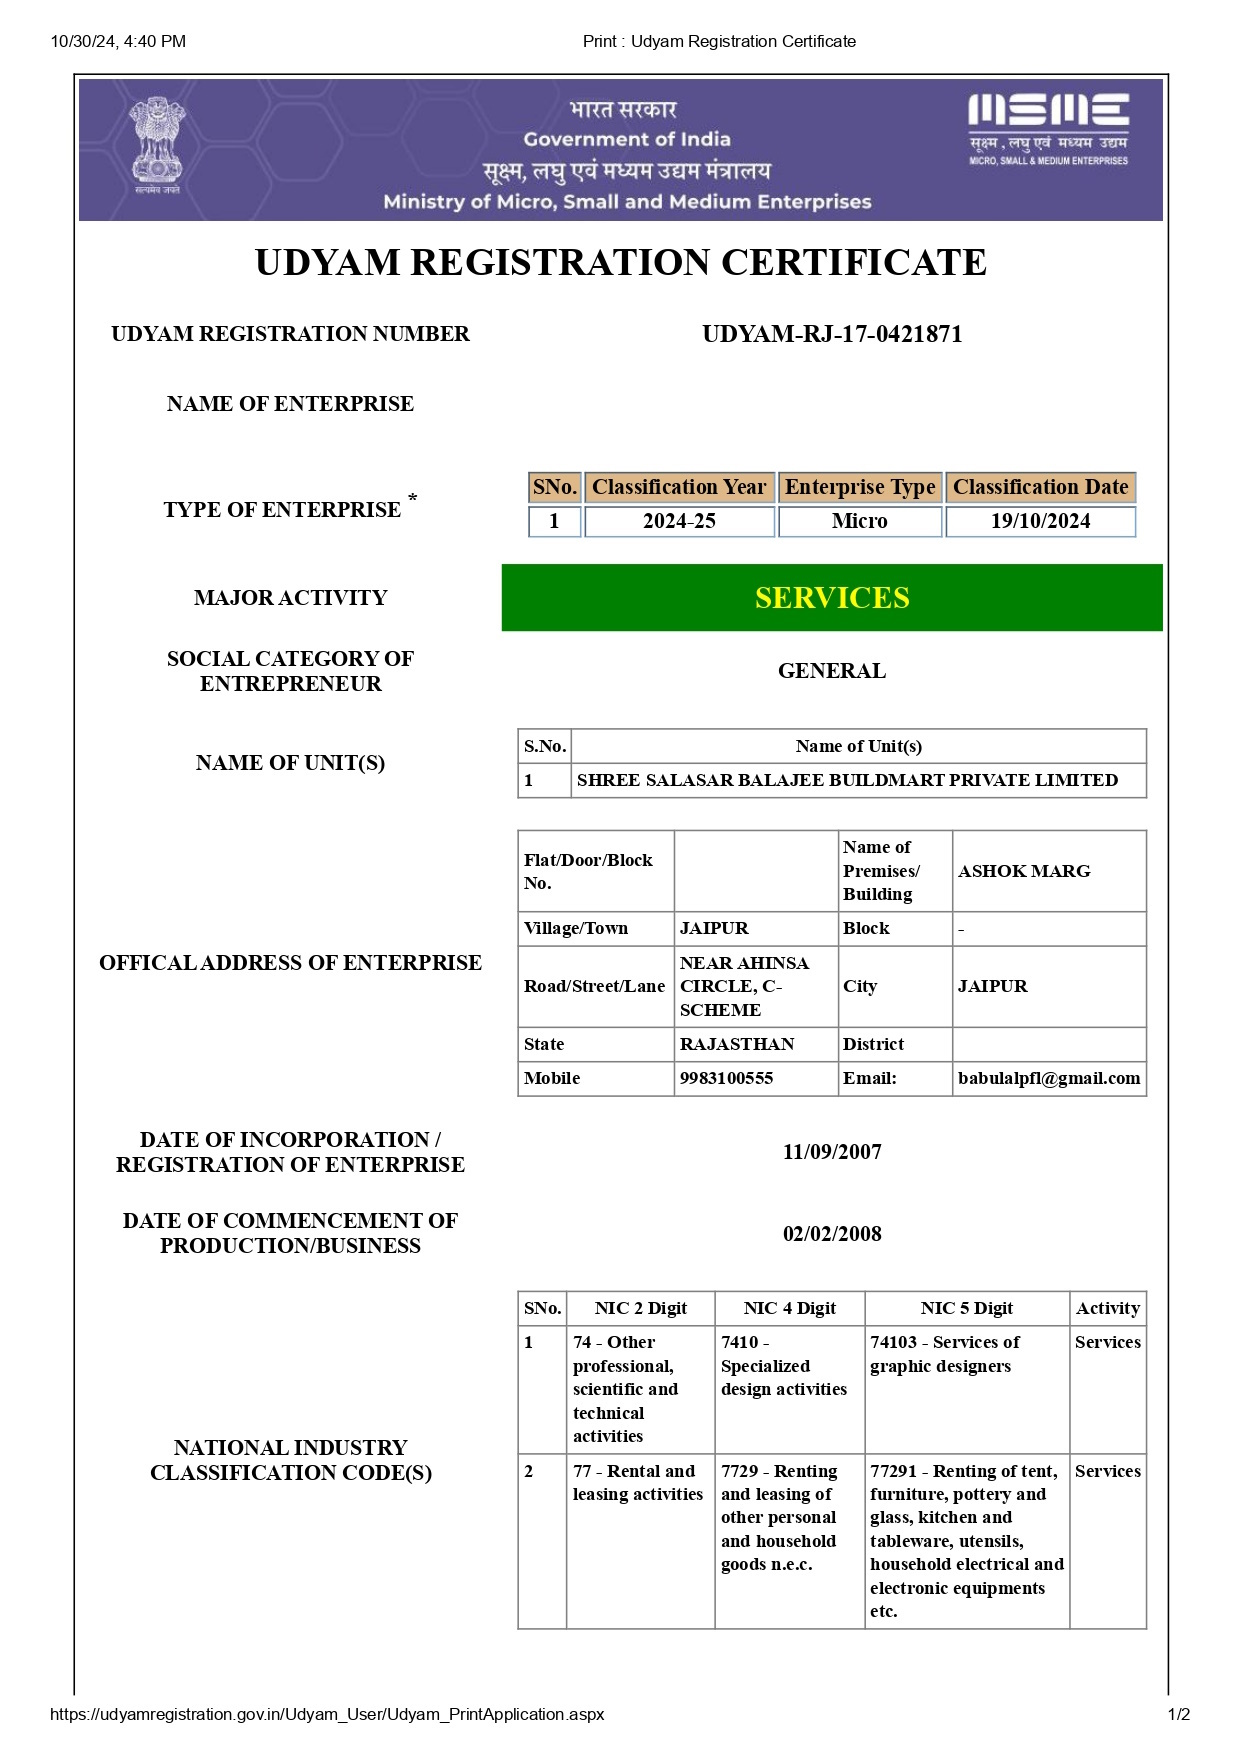 10/30/24, 4:40 PM
Print : Udyam Registration Certificate
सत्यमेव जयते
भारत सरकार
Government of India
सूक्ष्म, लघु एवं मध्यम उद्यम मंत्रालय
Ministry of Micro, Small and Medium Enterprises
MSME
सूक्ष्म , लघु एवं मध्यम उद्यम
MICRO, SMALL & MEDIUM ENTERPRISES
UDYAM REGISTRATION CERTIFICATE
UDYAM REGISTRATION NUMBER
UDYAM-RJ-17-0421871
NAME OF ENTERPRISE
TYPE OF ENTERPRISE *
SNo. Classification Year Enterprise Type Classification Date
1 2024-25 Micro 19/10/2024
MAJOR ACTIVITY
SERVICES
SOCIAL CATEGORY OF
ENTREPRENEUR
GENERAL
NAME OF UNIT(S)
S.No. Name of Unit(s)
1 SHREE SALASAR BALAJEE BUILDMART PRIVATE LIMITED
OFFICAL ADDRESS OF ENTERPRISE
Flat/Door/Block
No.
Name of
Premises/
Building
ASHOK MARG
Village/Town JAIPUR Block -
Road/Street/Lane
NEAR AHINSA
CIRCLE, C-
SCHEME
City JAIPUR
State RAJASTHAN District
Mobile 9983100555 Email: babulalpfl@gmail.com
DATE OF INCORPORATION /
REGISTRATION OF ENTERPRISE
11/09/2007
DATE OF COMMENCEMENT OF
PRODUCTION/BUSINESS
02/02/2008
NATIONAL INDUSTRY
CLASSIFICATION CODE(S)
SNo. NIC 2 Digit NIC 4 Digit NIC 5 Digit Activity
1
74 - Other
professional,
scientific and
technical
activities
7410 -
Specialized
design activities
74103 - Services of
graphic designers
Services
2
77 - Rental and
leasing activities
7729 - Renting
and leasing of
other personal
and household
goods n.e.c.
77291 - Renting of tent,
furniture, pottery and
glass, kitchen and
tableware, utensils,
household electrical and
electronic equipments
etc.
Services
https://udyamregistration.gov.in/Udyam_User/Udyam_PrintApplication.aspx
1/2